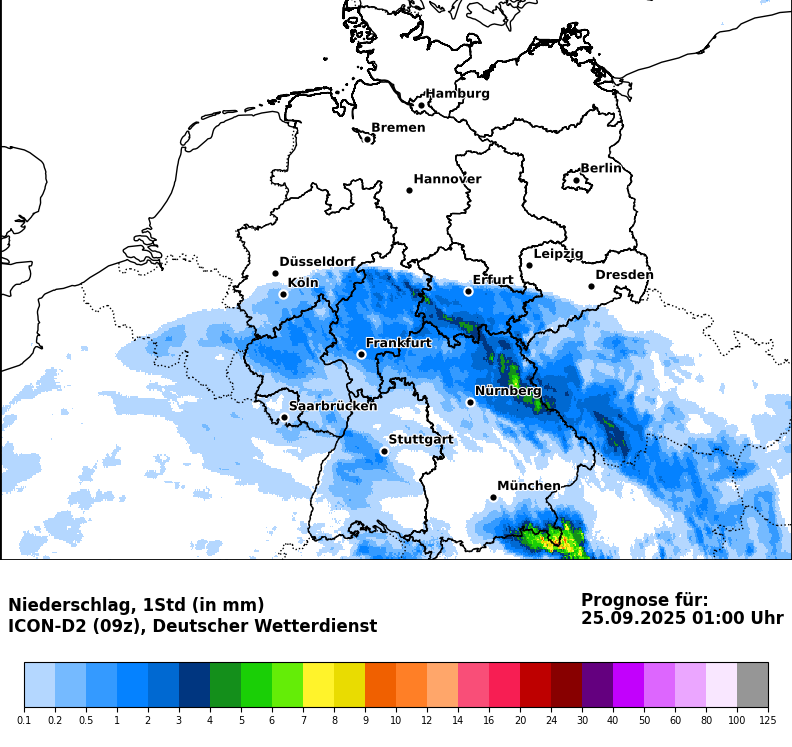 Hamburg
Bremen
Berlin
Hannover
Leipzig
Düsseldorf
Dresden
Köln
Erfurt
Frankfurt
Nürnberg
Saarbrücken
Stuttgart
München
Niederschlag, 1Std (in mm)
ICON-D2 (09z), Deutscher Wetterdienst
Prognose für:
25.09.2025 01:00 Uhr
0.1 0.2 0.5 1 2 3 4 5 6 7 8 9 10 12 14 16 20 24 30 40 50 60 80 100 125